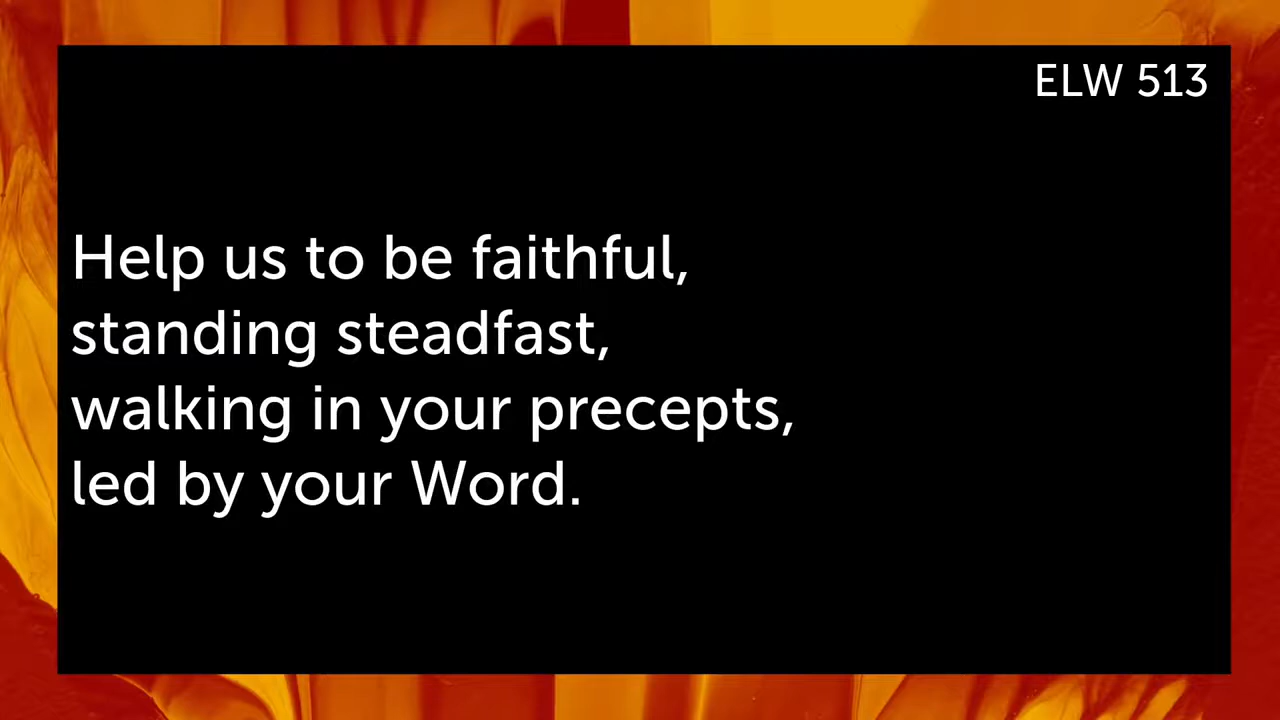 ELW 513
Help us to be faithful,
standing steadfast,
walking in your precepts,
led by your Word.